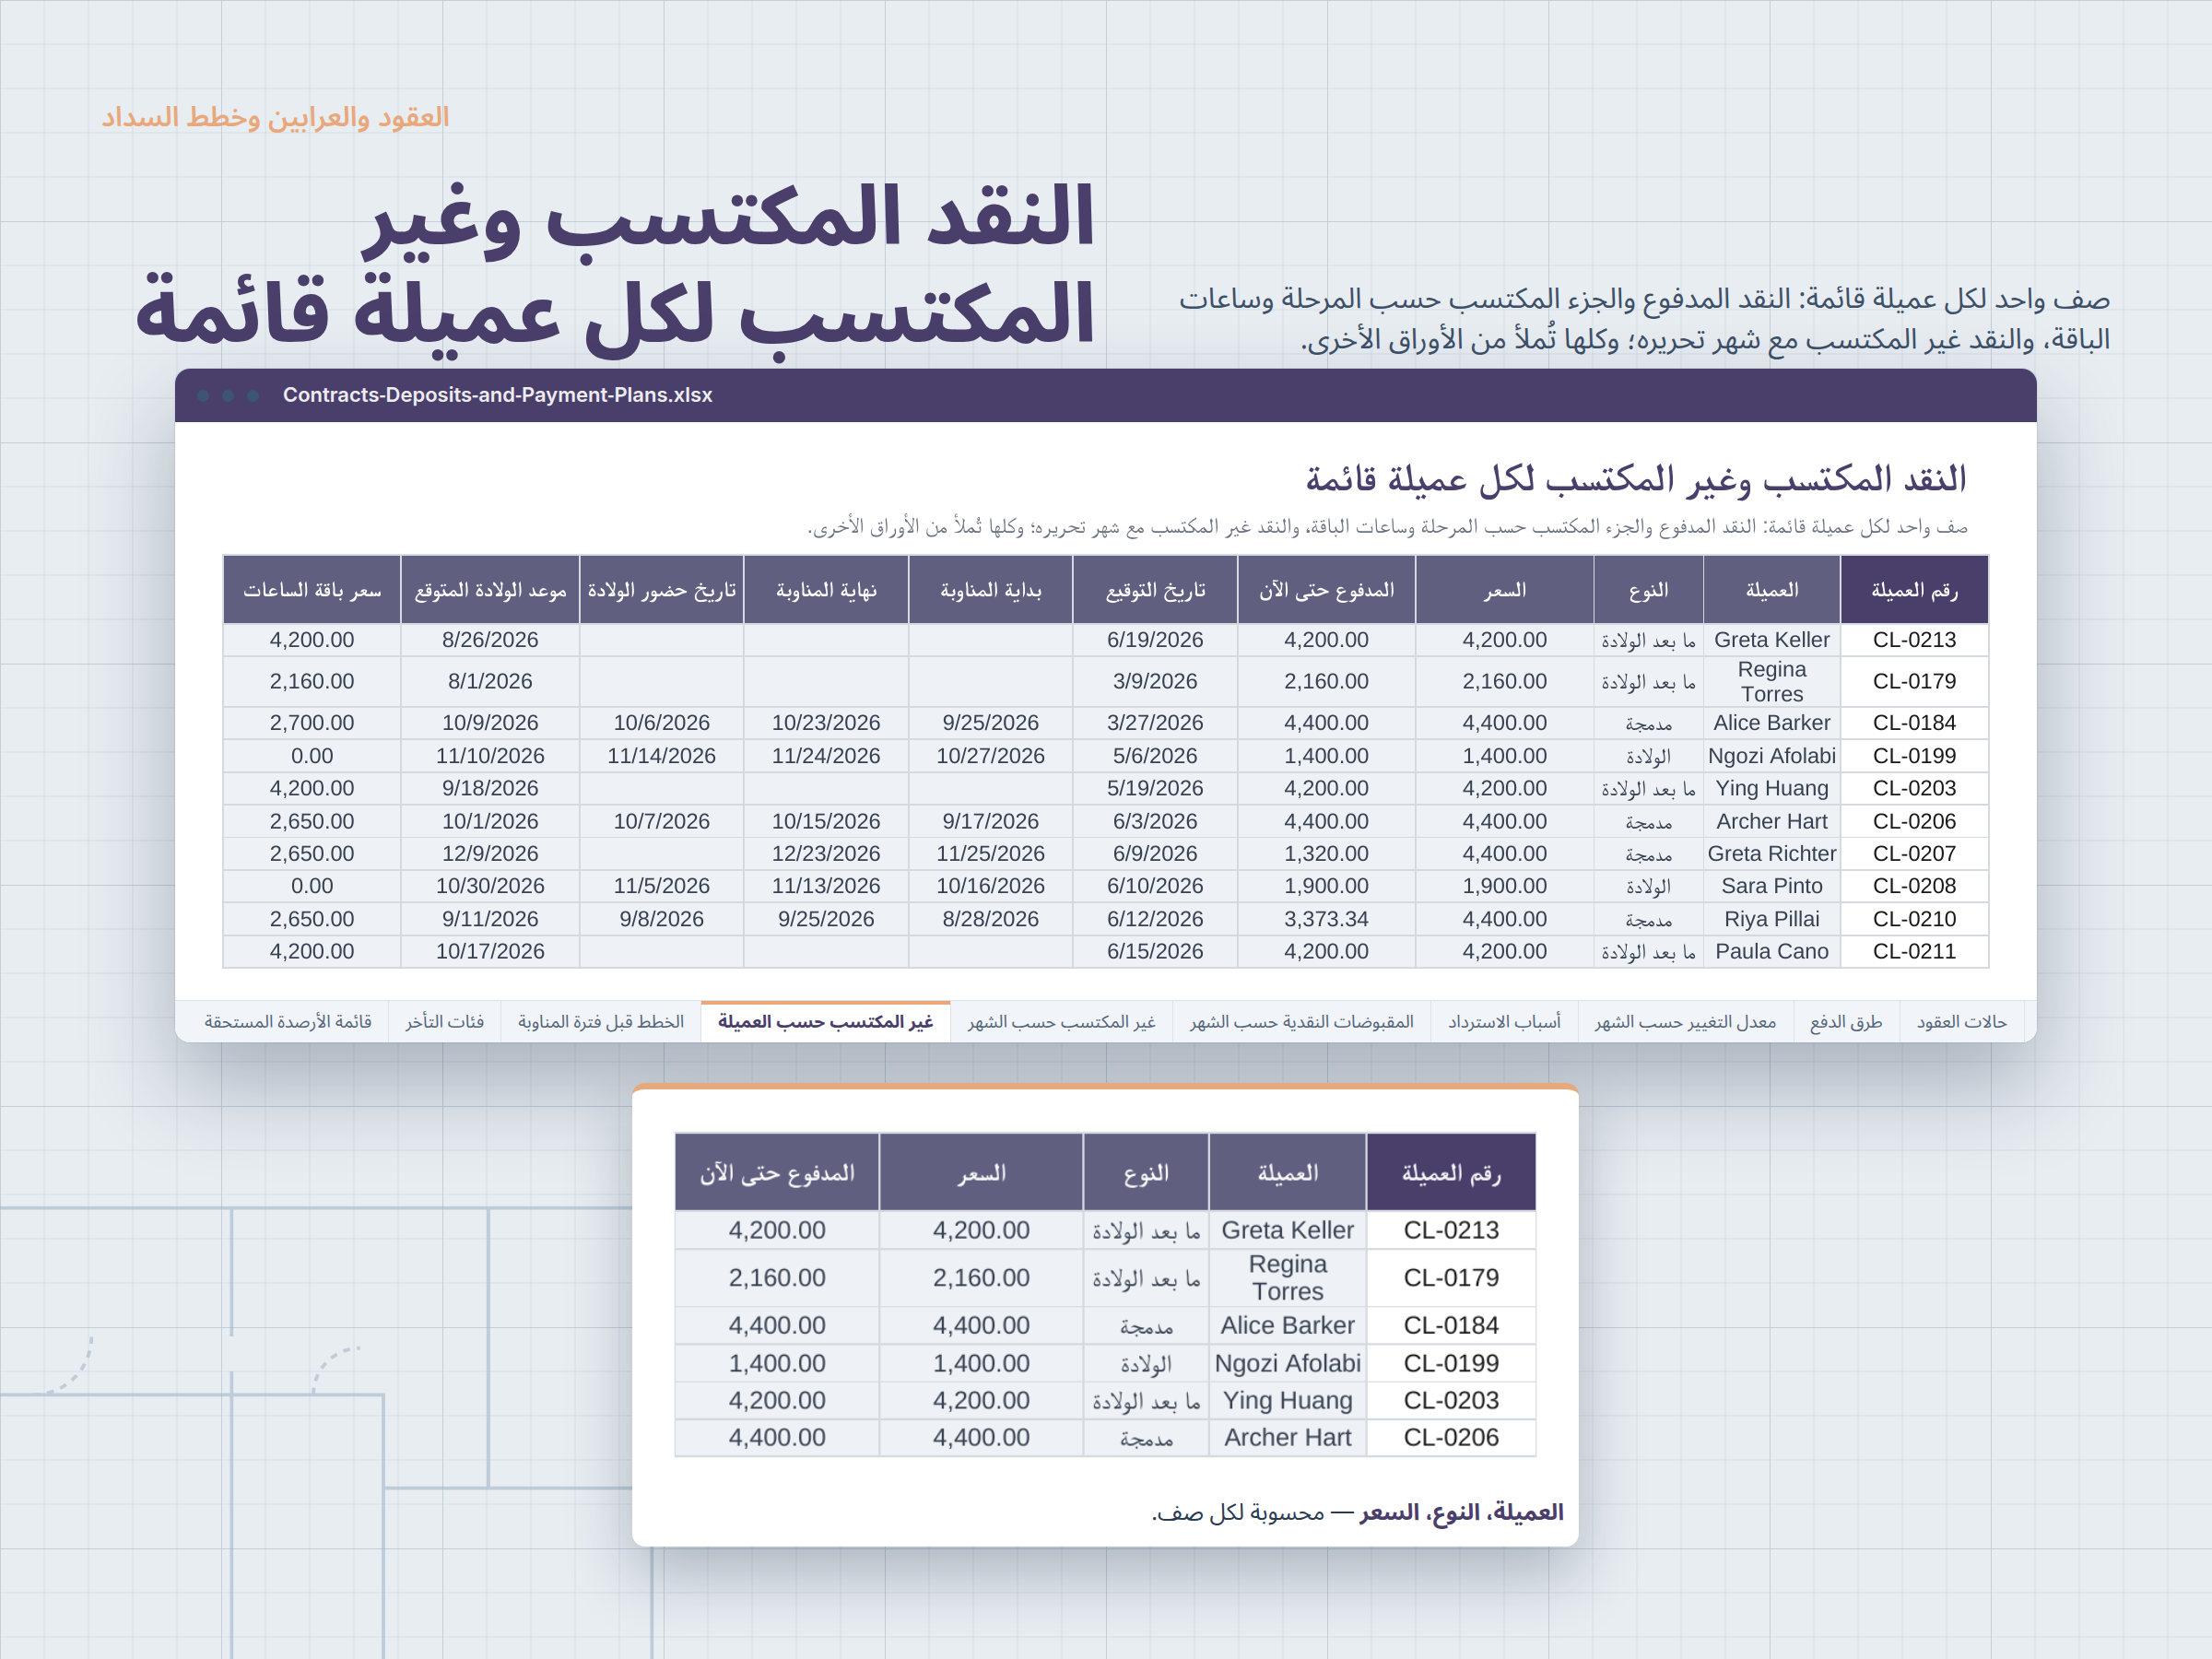 العقود والعرابين وخطط السداد
النقد المكتسب وغير
المكتسب لكل عميلة قائمة
صف واحد لكل عميلة قائمة: النقد المدفوع والجزء المكتسب حسب المرحلة وساعات
الباقة، والنقد غير المكتسب مع شهر تحريره؛ وكلها تُملأ من الأوراق الأخرى.
Contracts-Deposits-and-Payment-Plans.xlsx
النقد المكتسب وغير المكتسب لكل عميلة قائمة
صف واحد لكل عميلة قائمة: النقد المدفوع والجزء المكتسب حسب المرحلة وساعات الباقة، والنقد غير المكتسب مع شهر تحريره؛ وكلها تُملأ من الأوراق الأخرى.
رقم العميلة العميلة النوع السعر المدفوع حتى الآن تاريخ التوقيع بداية المناوبة نهاية المناوبة تاريخ حضور الولادة موعد الولادة المتوقع سعر باقة الساعات
CL-0213 Greta Keller ما بعد الولادة 4,200.00 4,200.00 6/19/2026 8/26/2026 4,200.00
CL-0179 Regina Torres ما بعد الولادة 2,160.00 2,160.00 3/9/2026 8/1/2026 2,160.00
CL-0184 Alice Barker مدمجة 4,400.00 4,400.00 3/27/2026 9/25/2026 10/23/2026 10/6/2026 10/9/2026 2,700.00
CL-0199 Ngozi Afolabi الولادة 1,400.00 1,400.00 5/6/2026 10/27/2026 11/24/2026 11/14/2026 11/10/2026 0.00
CL-0203 Ying Huang ما بعد الولادة 4,200.00 4,200.00 5/19/2026 9/18/2026 4,200.00
CL-0206 Archer Hart مدمجة 4,400.00 4,400.00 6/3/2026 9/17/2026 10/15/2026 10/7/2026 10/1/2026 2,650.00
CL-0207 Greta Richter مدمجة 4,400.00 1,320.00 6/9/2026 11/25/2026 12/23/2026 12/9/2026 2,650.00
CL-0208 Sara Pinto الولادة 1,900.00 1,900.00 6/10/2026 10/16/2026 11/13/2026 11/5/2026 10/30/2026 0.00
CL-0210 Riya Pillai مدمجة 4,400.00 3,373.34 6/12/2026 8/28/2026 9/25/2026 9/8/2026 9/11/2026 2,650.00
CL-0211 Paula Cano ما بعد الولادة 4,200.00 4,200.00 6/15/2026 10/17/2026 4,200.00
حالات العقود طرق الدفع معدل التغيير حسب الشهر أسباب الاسترداد المقبوضات النقدية حسب الشهر غير المكتسب حسب الشهر غير المكتسب حسب العميلة الخطط قبل فترة المناوبة فئات التأخر قائمة الأرصدة المستحقة
رقم العميلة العميلة النوع السعر المدفوع حتى الآن
CL-0213 Greta Keller ما بعد الولادة 4,200.00 4,200.00
CL-0179 Regina Torres ما بعد الولادة 2,160.00 2,160.00
CL-0184 Alice Barker مدمجة 4,400.00 4,400.00
CL-0199 Ngozi Afolabi الولادة 1,400.00 1,400.00
CL-0203 Ying Huang ما بعد الولادة 4,200.00 4,200.00
CL-0206 Archer Hart مدمجة 4,400.00 4,400.00
العميلة، النوع، السعر — محسوبة لكل صف.